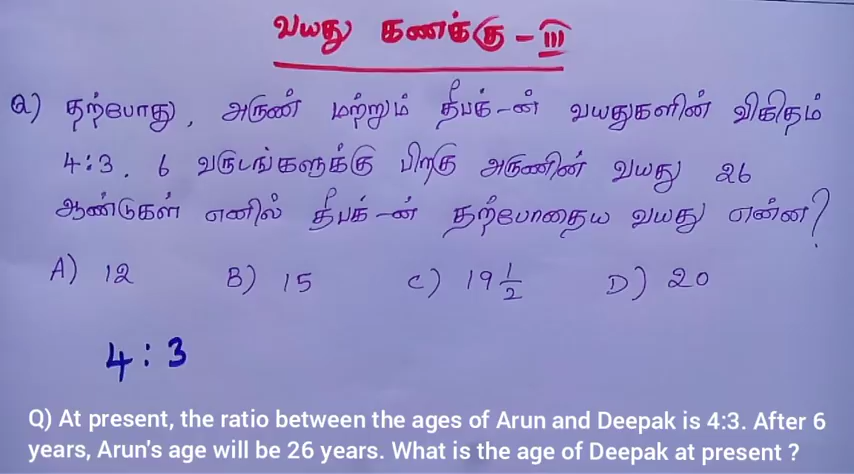 வயது கணக்கு - III
Q) தற்போது, அருண் மற்றும் தீபக்-ன் வயதுகளின் விகிதம்
4:3. 6 வருடங்களுக்கு பிறகு அருணின் வயது 26
ஆண்டுகள் எனில் தீபக்-ன் தற்போதைய வயது என்ன?
A) 12 B) 15 C) 19 1/2 D) 20
4 : 3
Q) At present, the ratio between the ages of Arun and Deepak is 4:3. After 6
years, Arun's age will be 26 years. What is the age of Deepak at present ?